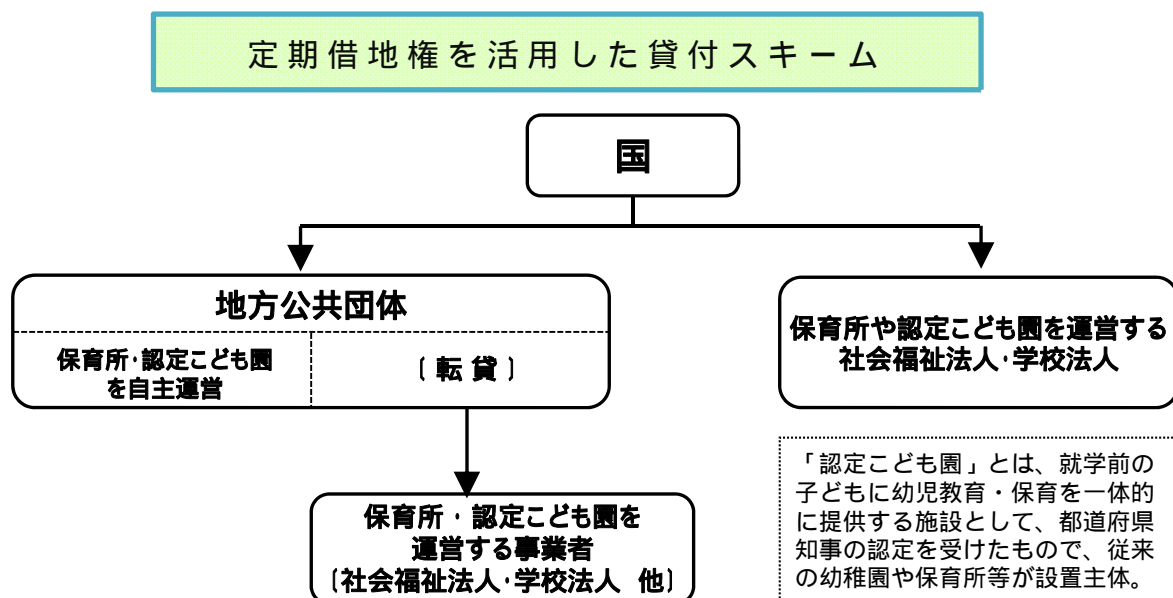 定期借地権を活用した貸付スキーム
国
地方公共団体
保育所･認定こども園
を自主運営
〔転貸〕
保育所や認定こども園を運営する
社会福祉法人･学校法人
保育所・認定こども園を
運営する事業者
〔社会福祉法人･学校法人 他〕
「認定こども園」とは、就学前の
子どもに幼児教育・保育を一体的
に提供する施設として、都道府県
知事の認定を受けたもので、従来
の幼稚園や保育所等が設置主体。